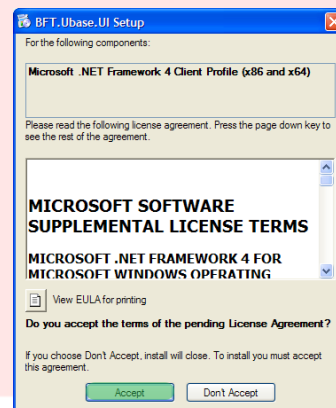 BFT.Ubase.UI Setup
For the following components:
Microsoft .NET Framework 4 Client Profile (x86 and x64)
Please read the following license agreement. Press the page down key to
see the rest of the agreement.
MICROSOFT SOFTWARE
SUPPLEMENTAL LICENSE TERMS
MICROSOFT .NET FRAMEWORK 4 FOR
MICROSOFT WINDOWS OPERATING
View EULA for printing
Do you accept the terms of the pending License Agreement?
If you choose Don't Accept, install will close. To install you must accept
this agreement.
Accept
Don't Accept